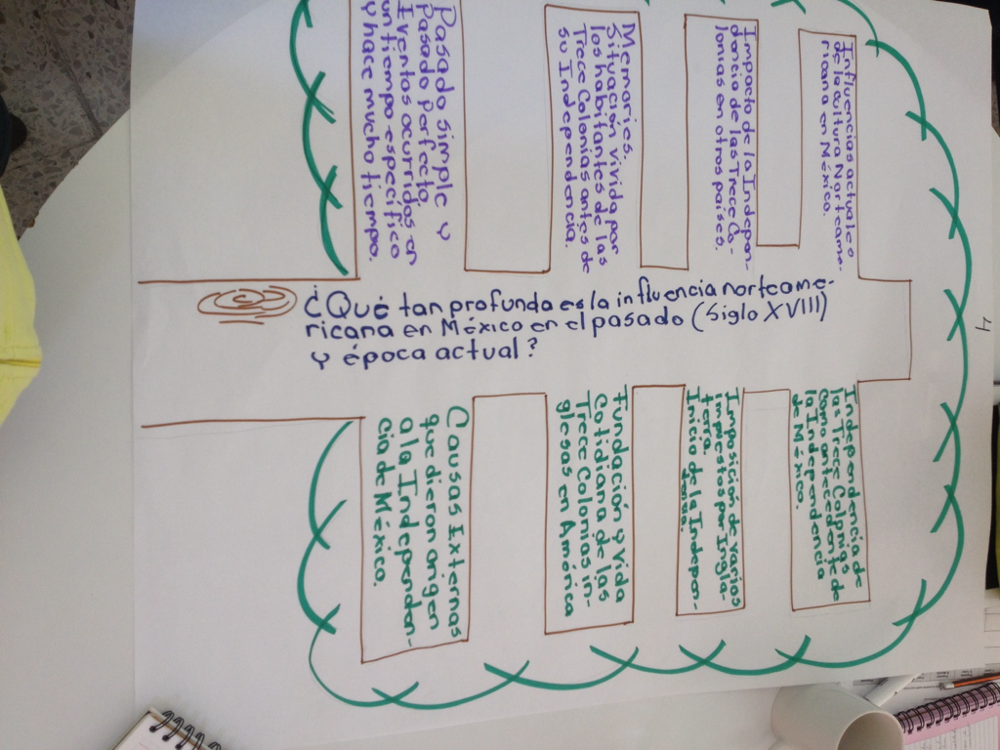 4
¿Qué tan profunda es la influencia norteame-
ricana en México en el pasado (Siglo XVIII)
y época actual?
Influencias actuales
de la cultura Norteame-
ricana en México.
Impacto de la Indepen-
dencia de las Trece Co-
lonias en otros países.
Memories.
Situación vivida por
los habitantes de las
Trece Colonias antes de
su Independencia.
Pasado simple y
Pasado perfecto,
Eventos ocurridos en
un tiempo específico
y hace mucho tiempo.
Independencia de
las Trece Colonias
Como antecedente de
la Independencia
de México.
Imposición de varios
impuestos por Ingla-
terra.
Inicio de la Indepen-
dencia.
Fundación y Vida
Cotidiana de las
Trece Colonias in-
glesas en América
Causas Externas
que dieron origen
a la Independen-
cia de México.